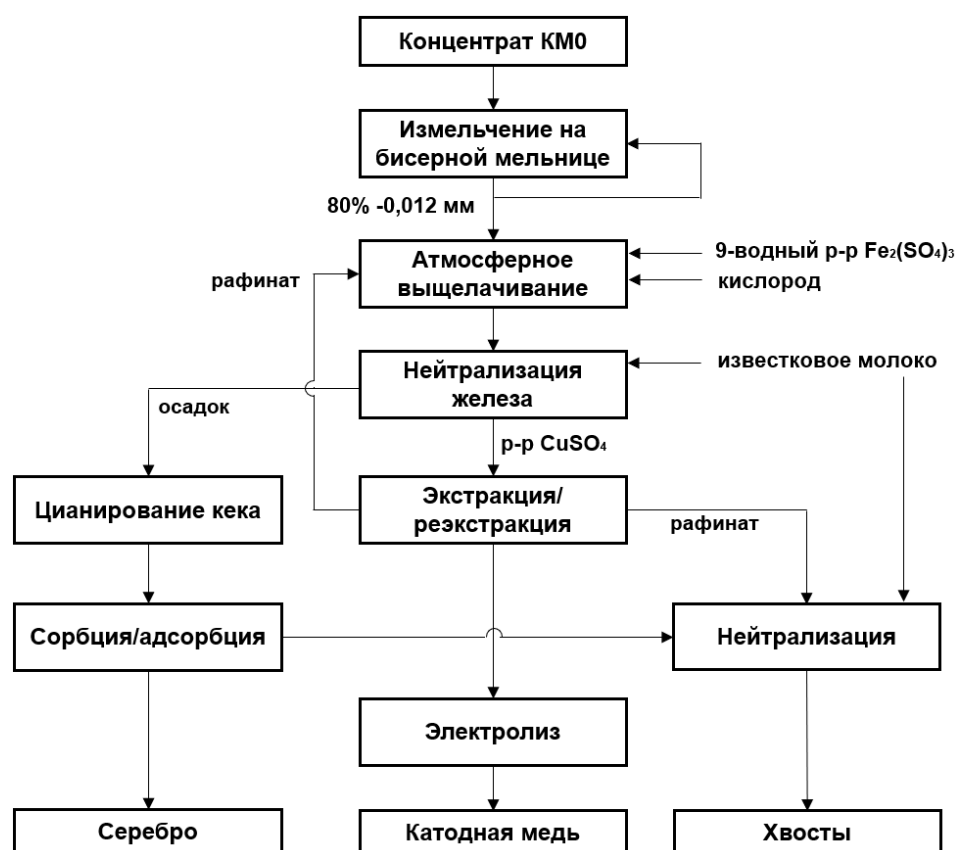 Концентрат КМ0
Измельчение на
бисерной мельнице
80% -0,012 мм
Атмосферное
выщелачивание
9-водный р-р Fe₂(SO₄)₃
кислород
рафинат
Нейтрализация
железа
известковое молоко
осадок
р-р CuSO₄
Цианирование кека
Экстракция/
реэкстракция
рафинат
Сорбция/адсорбция
Нейтрализация
Электролиз
Серебро
Катодная медь
Хвосты